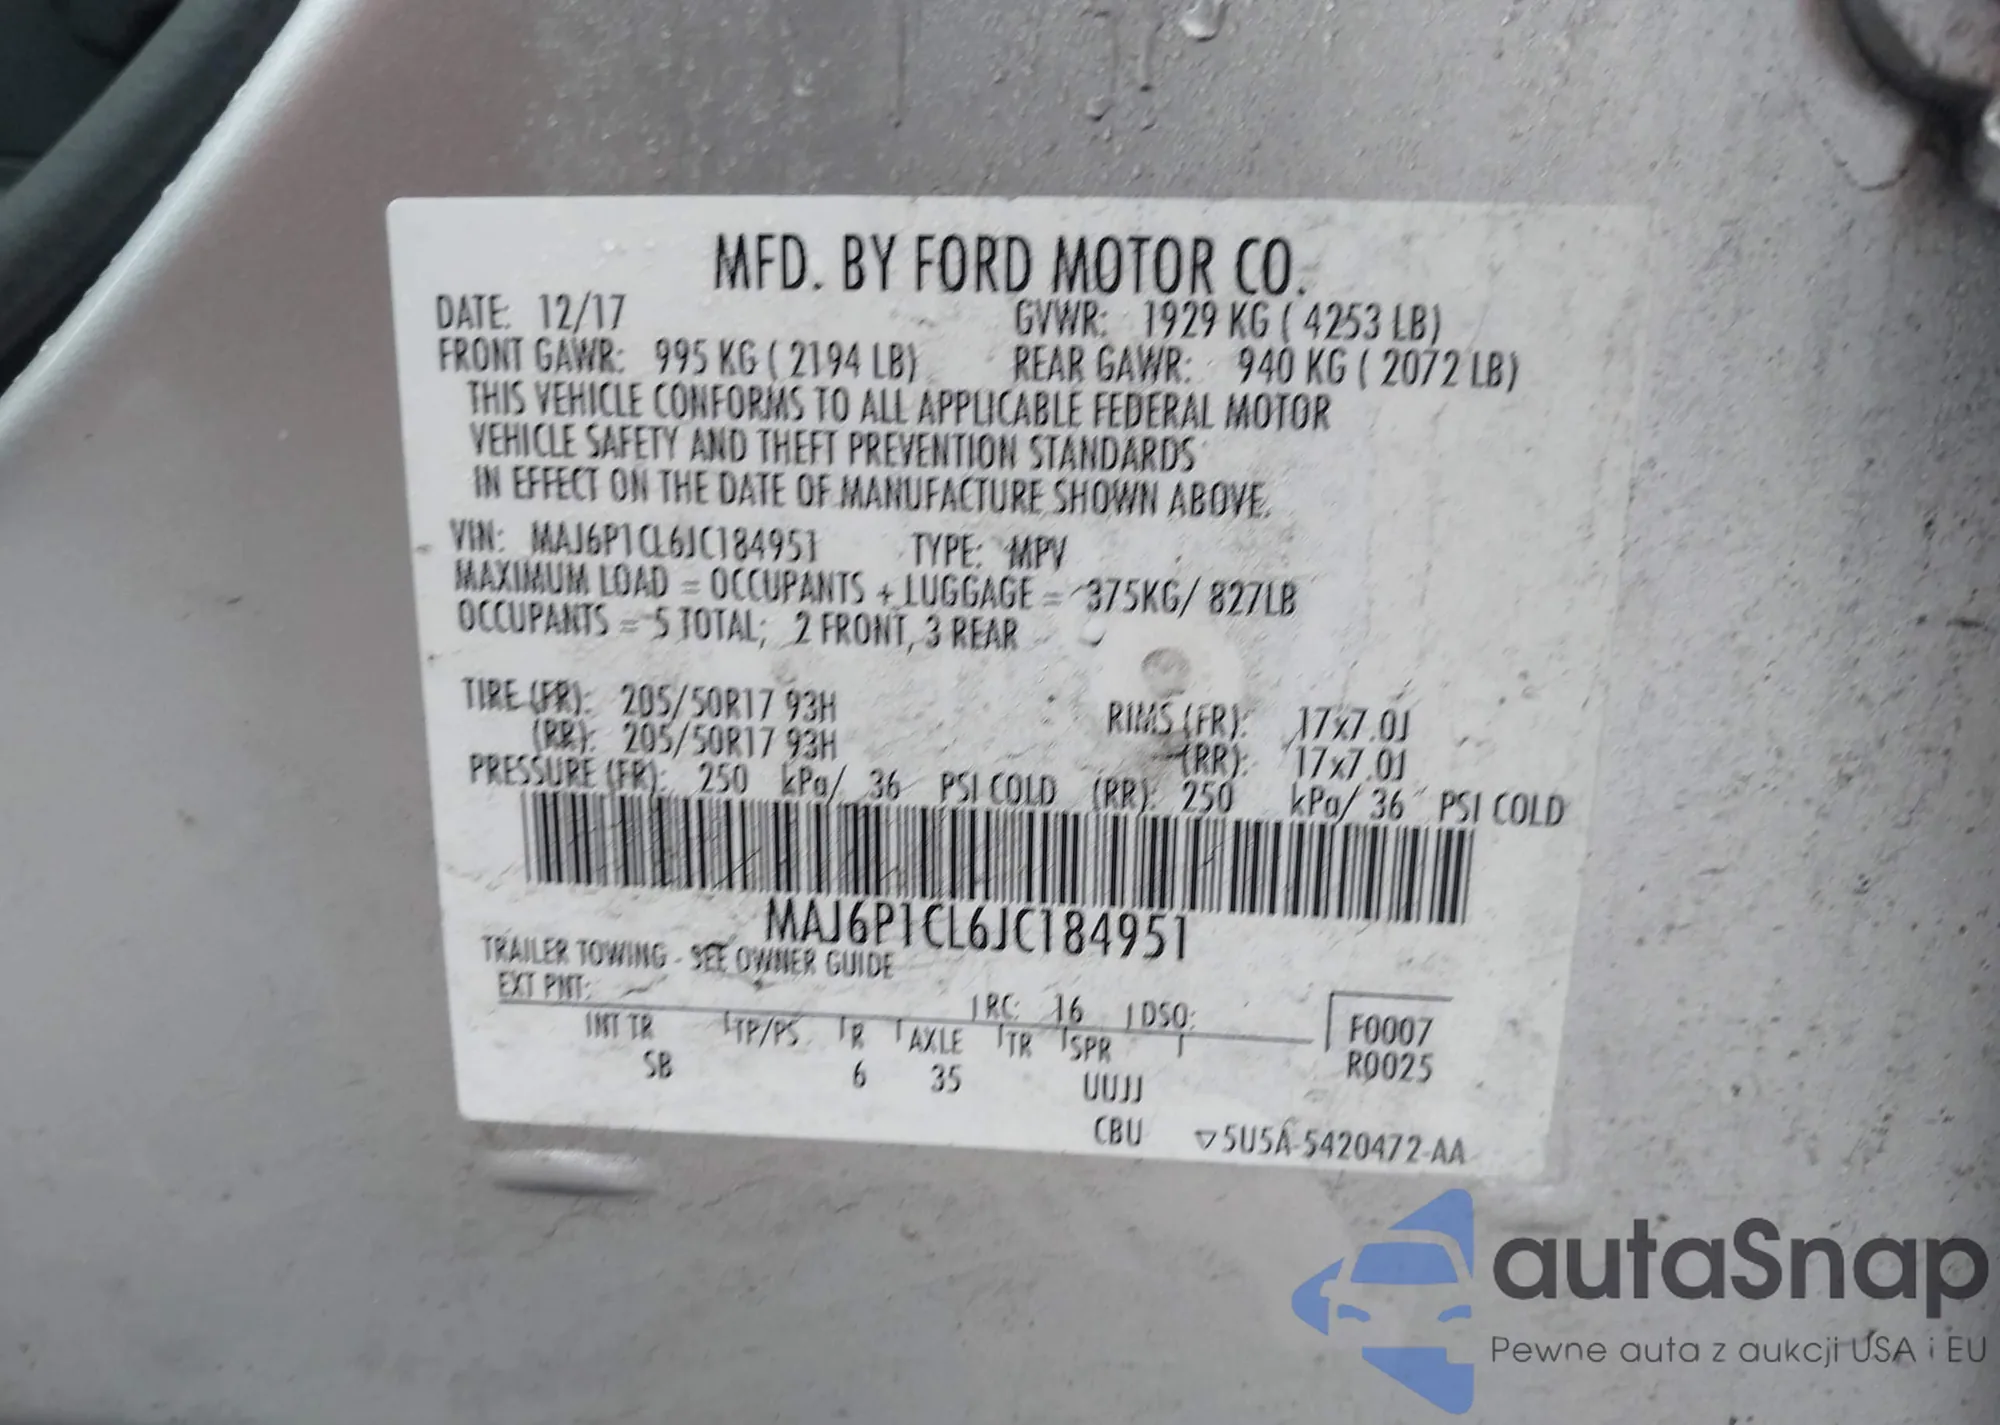 MFD. BY FORD MOTOR CO.
DATE: 12/17 GVWR: 1929 KG ( 4253 LB)
FRONT GAWR: 995 KG ( 2194 LB) REAR GAWR: 940 KG ( 2072 LB)
THIS VEHICLE CONFORMS TO ALL APPLICABLE FEDERAL MOTOR
VEHICLE SAFETY AND THEFT PREVENTION STANDARDS
IN EFFECT ON THE DATE OF MANUFACTURE SHOWN ABOVE.
VIN: MAJ6P1CL6JC184951 TYPE: MPV
MAXIMUM LOAD = OCCUPANTS + LUGGAGE = 375KG/ 827LB
OCCUPANTS = 5 TOTAL; 2 FRONT, 3 REAR
TIRE (FR): 205/50R17 93H RIMS (FR): 17x7.0J
(RR): 205/50R17 93H (RR): 17x7.0J
PRESSURE (FR): 250 kPa/ 36 PSI COLD (RR): 250 kPa/ 36 PSI COLD
MAJ6P1CL6JC184951
TRAILER TOWING - SEE OWNER GUIDE
EXT PNT: RC: 16 DSO:
INT TR TP/PS R AXLE TR SPR F0007
SB 6 35 UUJJ R0025
CBU ▽5U5A-5420472-AA
autaSnap
Pewne auta z aukcji USA i EU